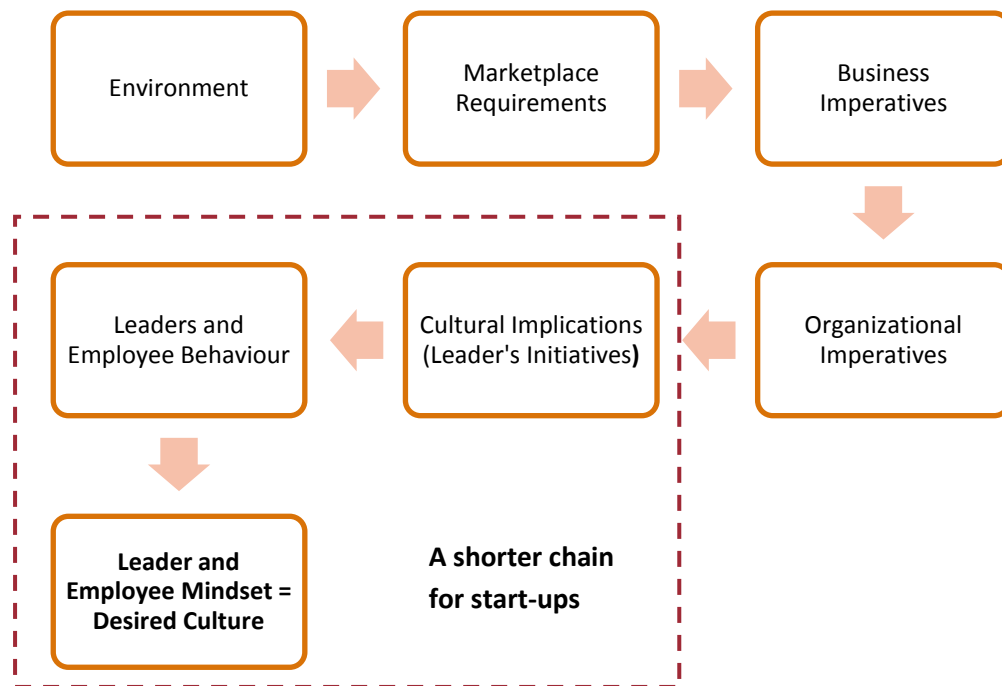 Environment
Marketplace
Requirements
Business
Imperatives
Organizational
Imperatives
Cultural Implications
(Leader's Initiatives)
Leaders and
Employee Behaviour
Leader and
Employee Mindset =
Desired Culture
A shorter chain
for start-ups